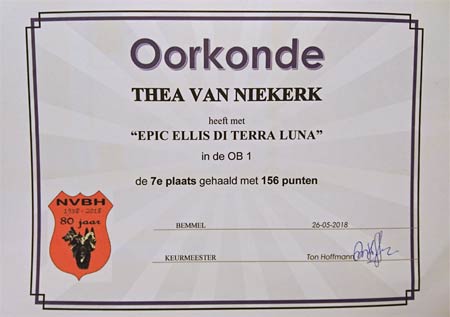 Oorkonde
THEA VAN NIEKERK
heeft met
“EPIC ELLIS DI TERRA LUNA”
in de OB 1
de 7e plaats gehaald met 156 punten
NVBH
1938 - 2018
80 jaar
BEMMEL 26-05-2018
KEURMEESTER Ton Hoffmann